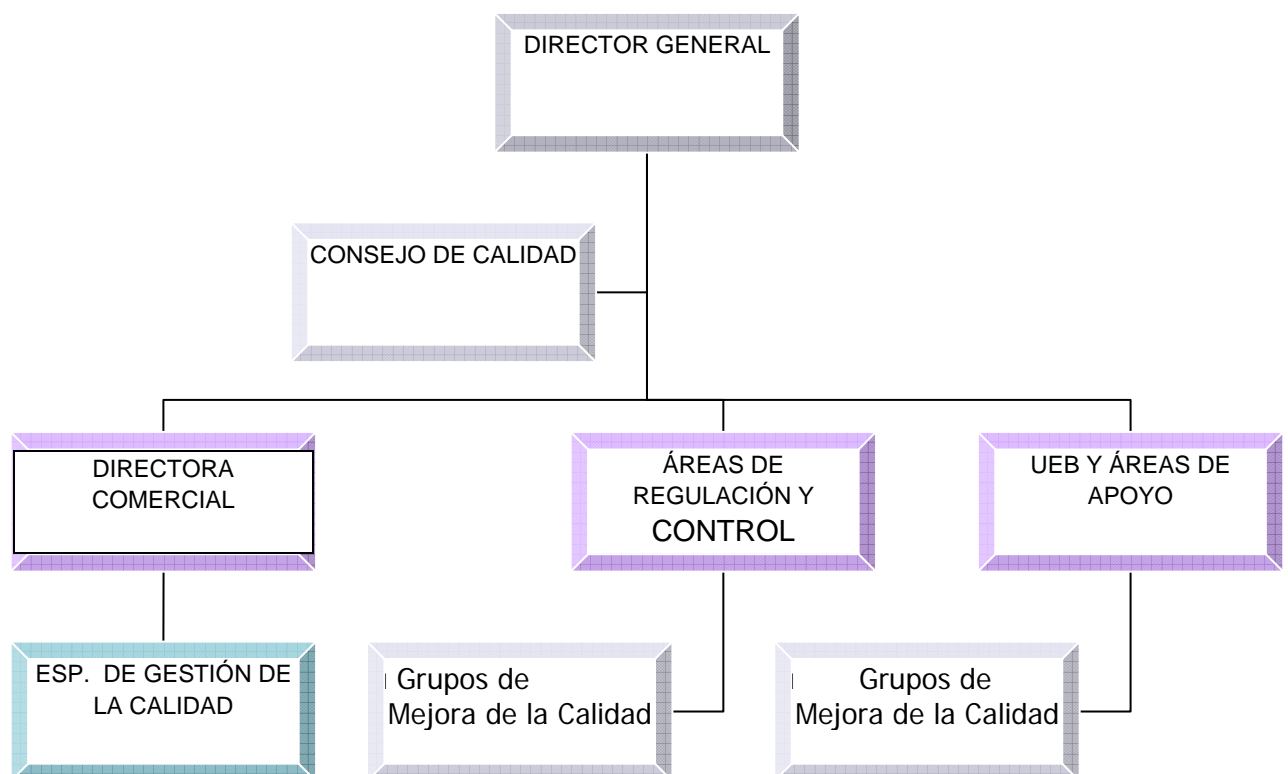 DIRECTOR GENERAL
CONSEJO DE CALIDAD
DIRECTORA
COMERCIAL
ÁREAS DE
REGULACIÓN Y
CONTROL
UEB Y ÁREAS DE
APOYO
ESP. DE GESTIÓN DE
LA CALIDAD
Grupos de
Mejora de la Calidad
Grupos de
Mejora de la Calidad